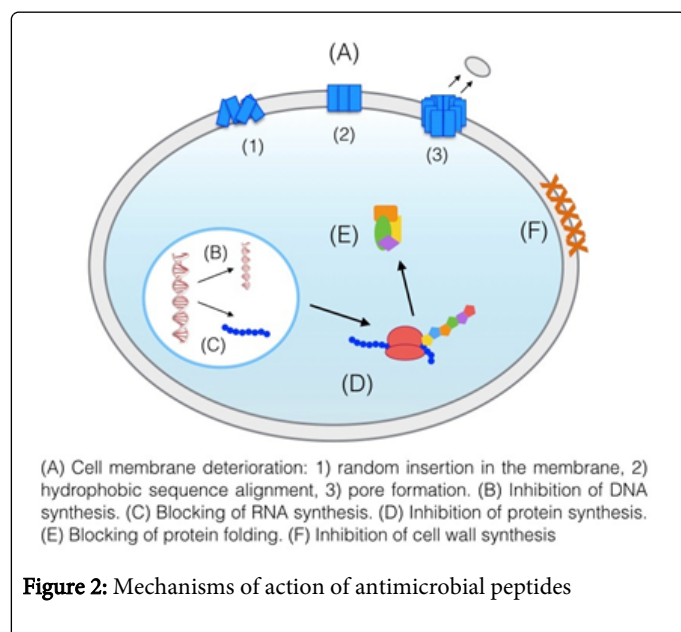 (A)
(1)
(2)
(3)
(B)
(E)
(F)
(C)
(D)
(A) Cell membrane deterioration: 1) random insertion in the membrane, 2)
hydrophobic sequence alignment, 3) pore formation. (B) Inhibition of DNA
synthesis. (C) Blocking of RNA synthesis. (D) Inhibition of protein synthesis.
(E) Blocking of protein folding. (F) Inhibition of cell wall synthesis
Figure 2: Mechanisms of action of antimicrobial peptides